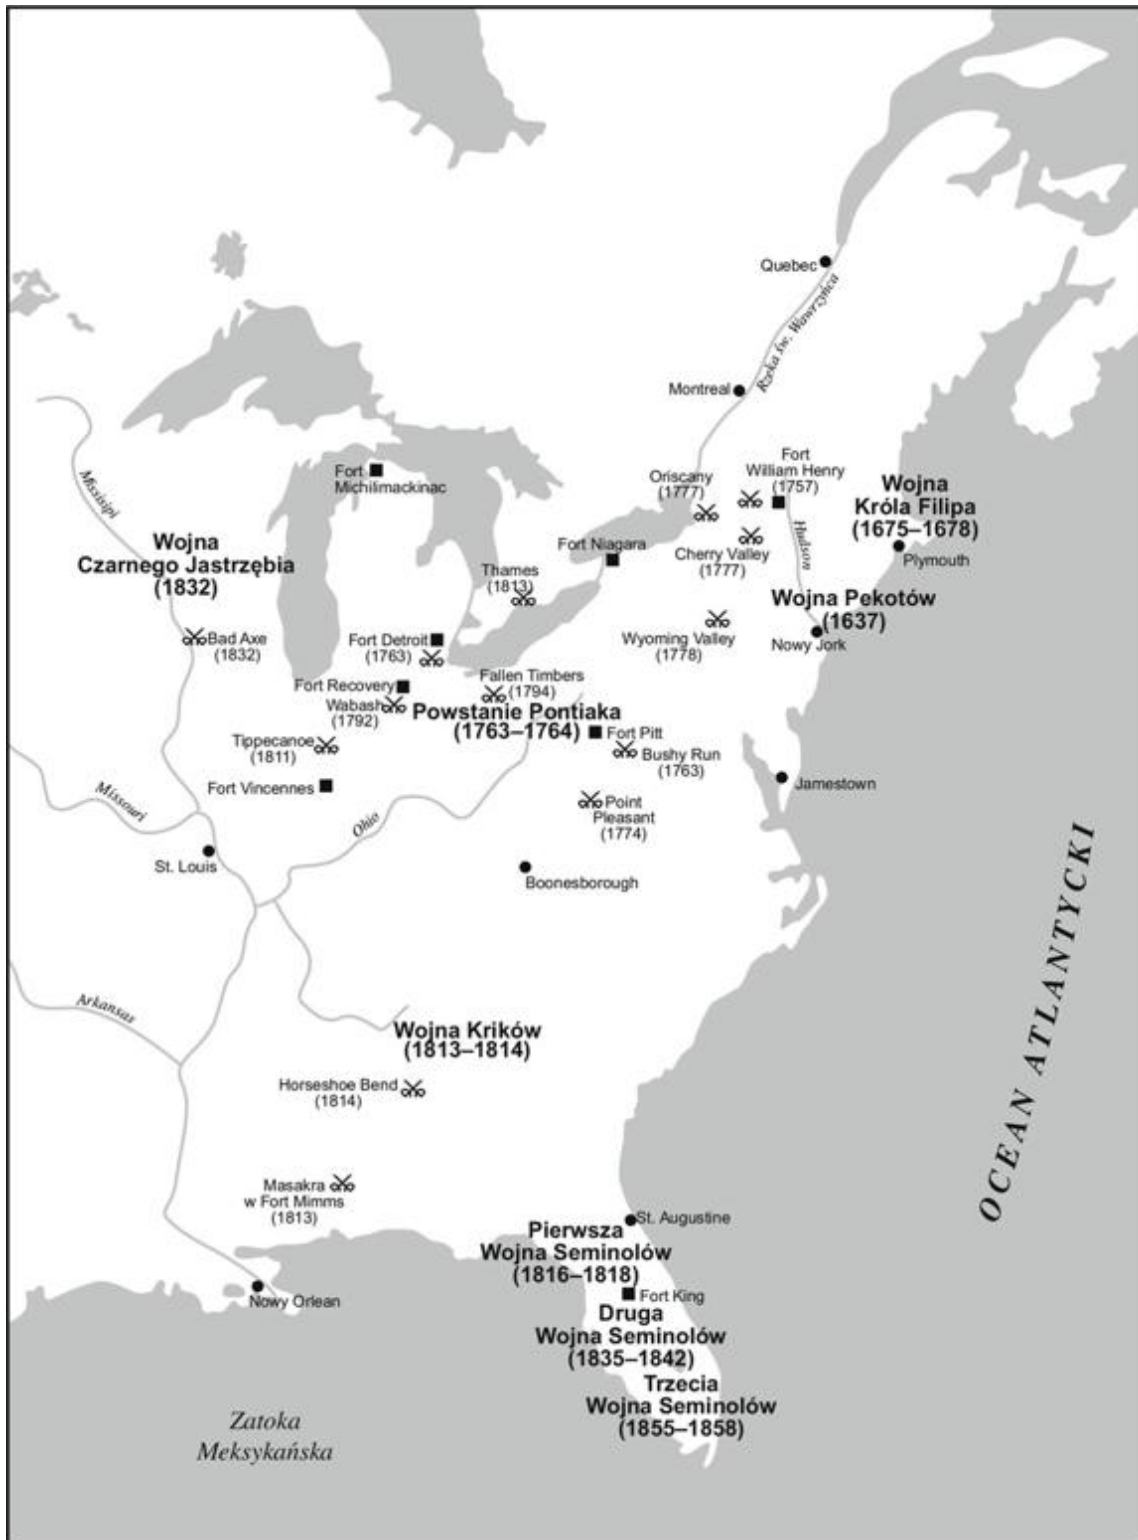 Quebec
Rzeka św. Wawrzyńca
Montreal
Missisipi
Fort
Michilimackinac
Oriscany
(1777)
Fort
William Henry
(1757)
Wojna
Króla Filipa
(1675–1678)
Plymouth
Hudson
Cherry Valley
(1777)
Fort Niagara
Wojna
Czarnego Jastrzębia
(1832)
Thames
(1813)
Wojna Pekotów
(1637)
Nowy Jork
Bad Axe
(1832)
Fort Detroit
(1763)
Wyoming Valley
(1778)
Fort Recovery
Wabash
(1792)
Fallen Timbers
(1794)
Powstanie Pontiaka
(1763–1764)
Fort Pitt
Bushy Run
(1763)
Tippecanoe
(1811)
Fort Vincennes
Jamestown
Missouri
Ohio
Point
Pleasant
(1774)
St. Louis
Boonesborough
OCEAN ATLANTYCKI
Arkansas
Wojna Krików
(1813–1814)
Horseshoe Bend
(1814)
Masakra
w Fort Mimms
(1813)
St. Augustine
Pierwsza
Wojna Seminolów
(1816–1818)
Nowy Orlean
Fort King
Druga
Wojna Seminolów
(1835–1842)
Trzecia
Wojna Seminolów
(1855–1858)
Zatoka
Meksykańska